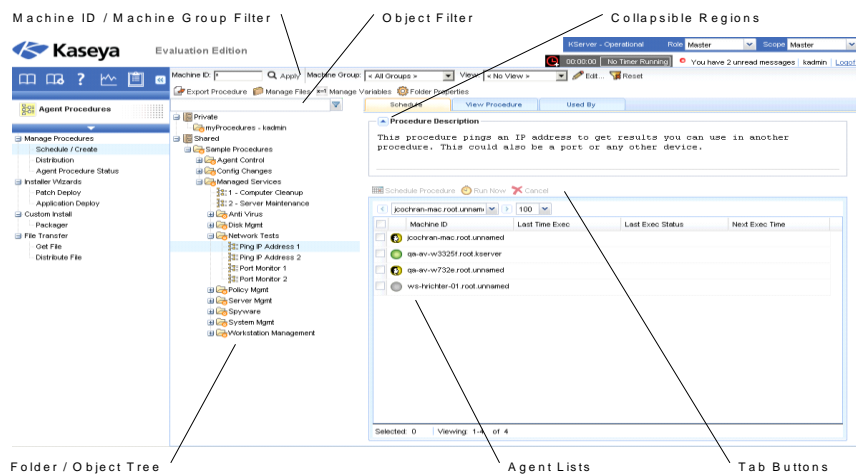 Machine ID / Machine Group Filter
Object Filter
Collapsible Regions
Kaseya
Evaluation Edition
KServer - Operational Role Master Scope Master
00:00:00 No Timer Running You have 2 unread messages kadmin Logoff
Machine ID: * Apply Machine Group: < All Groups > View: < No View > Edit... Reset
Export Procedure Manage Files Manage Variables Folder Properties
Agent Procedures
Manage Procedures
Schedule / Create
Distribution
Agent Procedure Status
Installer Wizards
Patch Deploy
Application Deploy
Custom Install
Packager
File Transfer
Get File
Distribute File
Private
myProcedures - kadmin
Shared
Sample Procedures
Agent Control
Config Changes
Managed Services
1 - Computer Cleanup
2 - Server Maintenance
Anti Virus
Disk Mgmt
Network Tests
Ping IP Address 1
Ping IP Address 2
Port Monitor 1
Port Monitor 2
Policy Mgmt
Server Mgmt
Spyware
System Mgmt
Workstation Management
Schedule View Procedure Used By
Procedure Description
This procedure pings an IP address to get results you can use in another
procedure. This could also be a port or any other device.
Schedule Procedure Run Now Cancel
jcochran-mac.root.unnam 100
Machine ID Last Time Exec Last Exec Status Next Exec Time
jcochran-mac.root.unnamed
qa-av-w3325f.root.kserver
qa-av-w732e.root.unnamed
ws-hrichter-01.root.unnamed
Selected: 0 Viewing: 1-4 of 4
Folder / Object Tree
Agent Lists
Tab Buttons